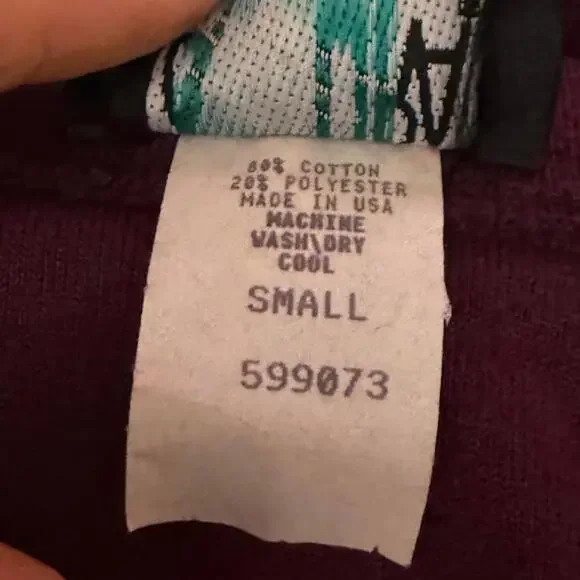 80% COTTON
20% POLYESTER
MADE IN USA
MACHINE
WASH\DRY
COOL
SMALL
599073